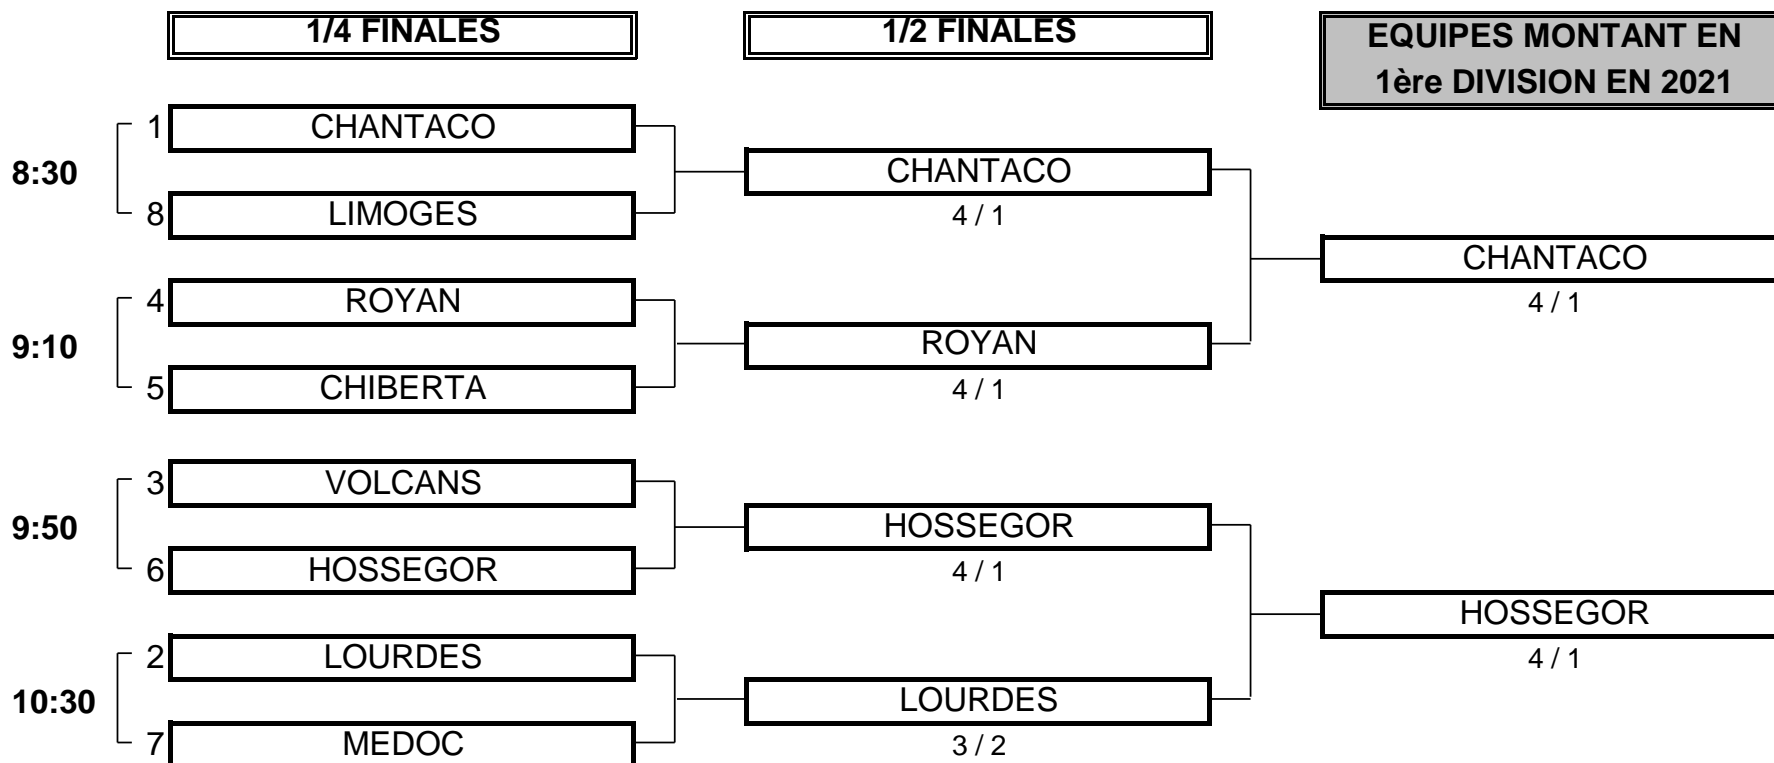 1/4 FINALES
1/2 FINALES
EQUIPES MONTANT EN
1ère DIVISION EN 2021
8:30
1 CHANTACO
8 LIMOGES
CHANTACO
4 / 1
9:10
4 ROYAN
5 CHIBERTA
ROYAN
4 / 1
CHANTACO
4 / 1
9:50
3 VOLCANS
6 HOSSEGOR
HOSSEGOR
4 / 1
10:30
2 LOURDES
7 MEDOC
LOURDES
3 / 2
HOSSEGOR
4 / 1